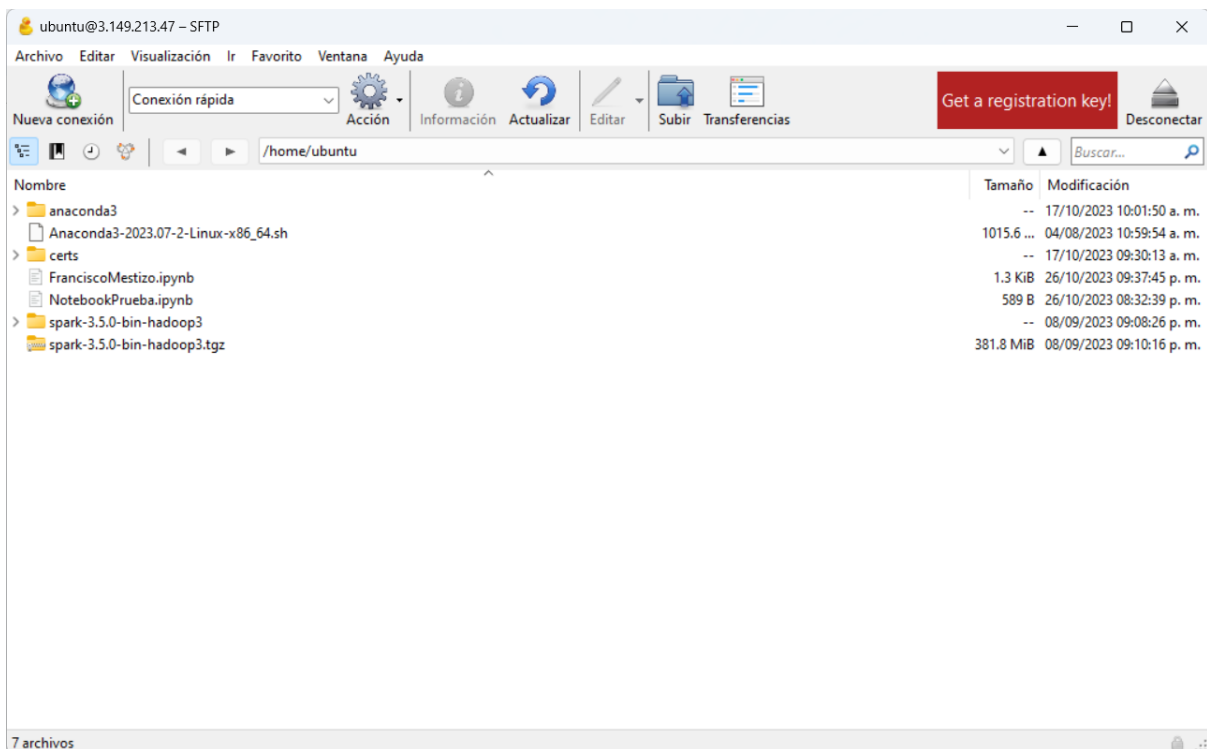 ubuntu@3.149.213.47 – SFTP
Archivo Editar Visualización Ir Favorito Ventana Ayuda
Nueva conexión Conexión rápida Acción Información Actualizar Editar Subir Transferencias Get a registration key! Desconectar
/home/ubuntu Buscar...
Nombre Tamaño Modificación
anaconda3 -- 17/10/2023 10:01:50 a. m.
Anaconda3-2023.07-2-Linux-x86_64.sh 1015.6 ... 04/08/2023 10:59:54 a. m.
certs -- 17/10/2023 09:30:13 a. m.
FranciscoMestizo.ipynb 1.3 KiB 26/10/2023 09:37:45 p. m.
NotebookPrueba.ipynb 589 B 26/10/2023 08:32:39 p. m.
spark-3.5.0-bin-hadoop3 -- 08/09/2023 09:08:26 p. m.
spark-3.5.0-bin-hadoop3.tgz 381.8 MiB 08/09/2023 09:10:16 p. m.
7 archivos